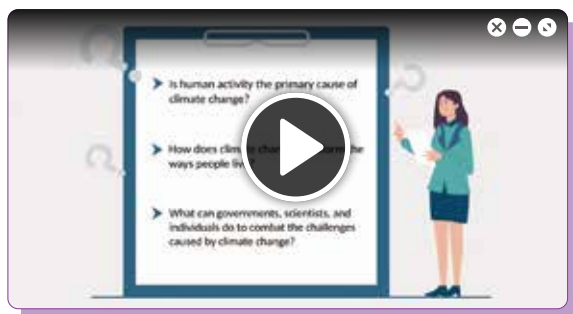 Is human activity the primary cause of
climate change?
How does the
ways people
What can governments, scientists, and
individuals do to combat the challenges
caused by climate change?